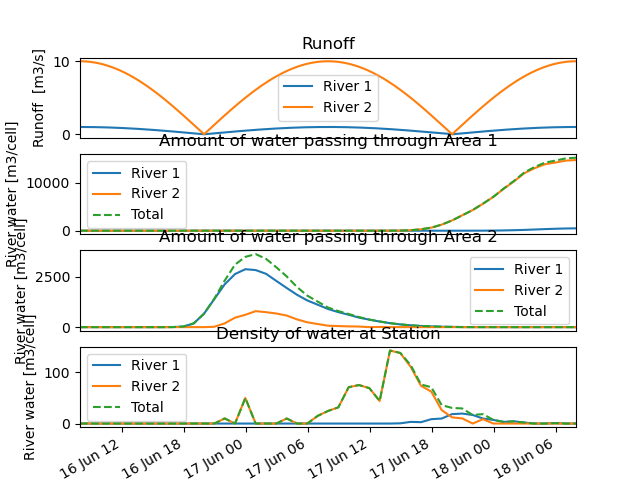 Runoff
Runoff  [m3/s]
10
0
River 1
River 2
Amount of water passing through Area 1
River water [m3/cell]
10000
0
River 1
River 2
Total
Amount of water passing through Area 2
River water [m3/cell]
2500
0
River 1
River 2
Total
Density of water at Station
River water [m3/cell]
100
0
River 1
River 2
Total
16 Jun 12
16 Jun 18
17 Jun 00
17 Jun 06
17 Jun 12
17 Jun 18
18 Jun 00
18 Jun 06